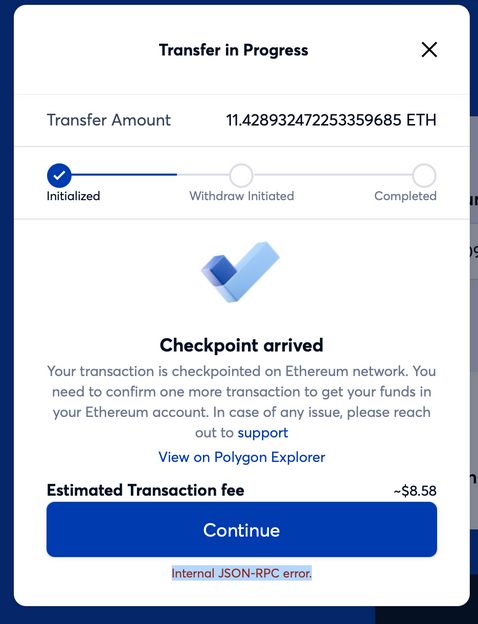 Transfer in Progress
Transfer Amount 11.428932472253359685 ETH
Initialized Withdraw Initiated Completed
Checkpoint arrived
Your transaction is checkpointed on Ethereum network. You
need to confirm one more transaction to get your funds in
your Ethereum account. In case of any issue, please reach
out to support
View on Polygon Explorer
Estimated Transaction fee ~$8.58
Continue
Internal JSON-RPC error.